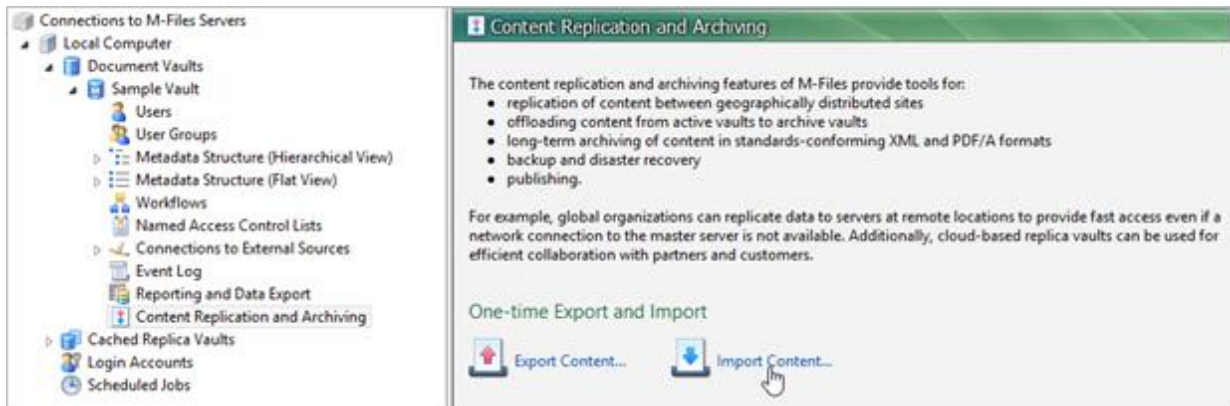 Connections to M-Files Servers
Local Computer
Document Vaults
Sample Vault
Users
User Groups
Metadata Structure (Hierarchical View)
Metadata Structure (Flat View)
Workflows
Named Access Control Lists
Connections to External Sources
Event Log
Reporting and Data Export
Content Replication and Archiving
Cached Replica Vaults
Login Accounts
Scheduled Jobs
Content Replication and Archiving
The content replication and archiving features of M-Files provide tools for:
• replication of content between geographically distributed sites
• offloading content from active vaults to archive vaults
• long-term archiving of content in standards-conforming XML and PDF/A formats
• backup and disaster recovery
• publishing.
For example, global organizations can replicate data to servers at remote locations to provide fast access even if a
network connection to the master server is not available. Additionally, cloud-based replica vaults can be used for
efficient collaboration with partners and customers.
One-time Export and Import
Export Content... Import Content...